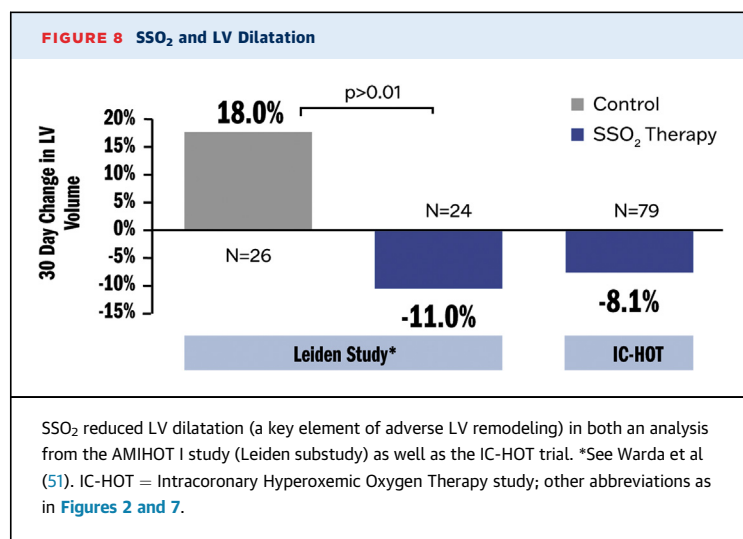 FIGURE 8 SSO₂ and LV Dilatation
p>0.01
18.0%
Control
SSO₂ Therapy
30 Day Change in LV
Volume
20%
15%
10%
5%
0%
-5%
-10%
-15%
N=26
N=24
N=79
-11.0%
-8.1%
Leiden Study*
IC-HOT
SSO₂ reduced LV dilatation (a key element of adverse LV remodeling) in both an analysis
from the AMIHOT I study (Leiden substudy) as well as the IC-HOT trial. *See Warda et al
(51). IC-HOT = Intracoronary Hyperoxemic Oxygen Therapy study; other abbreviations as
in Figures 2 and 7.